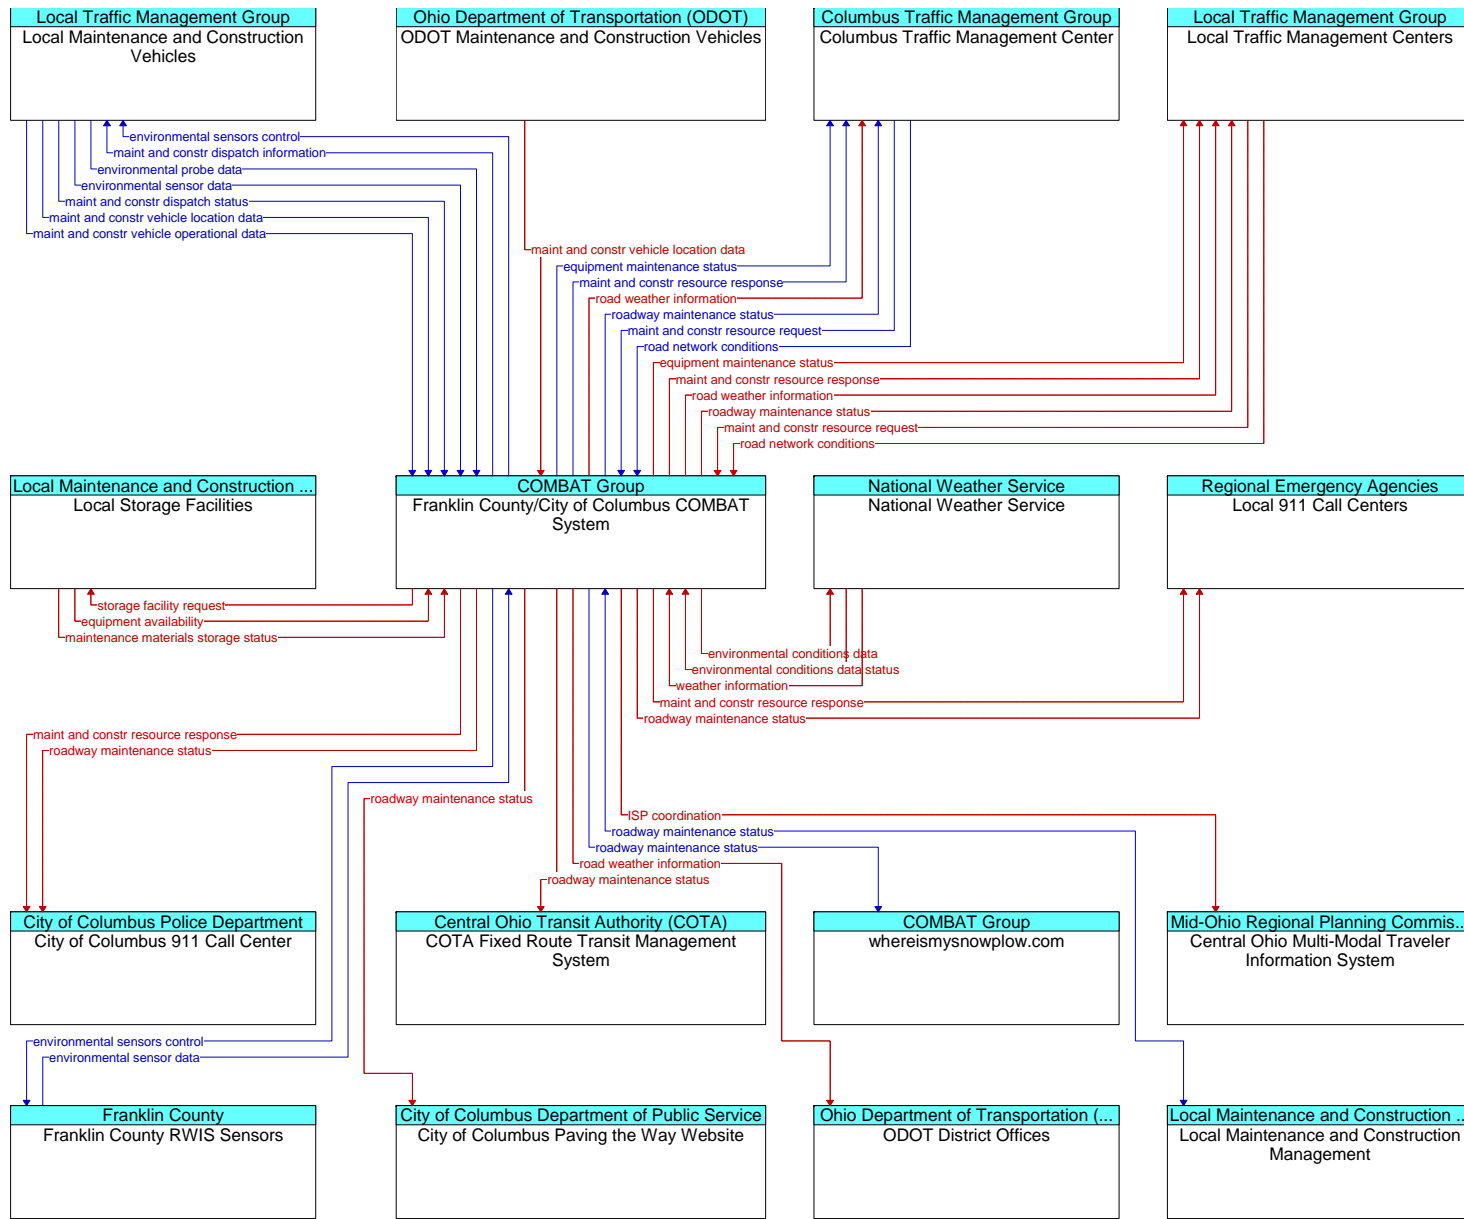 Local Traffic Management Group
Local Maintenance and Construction
Vehicles
Ohio Department of Transportation (ODOT)
ODOT Maintenance and Construction Vehicles
Columbus Traffic Management Group
Columbus Traffic Management Center
Local Traffic Management Group
Local Traffic Management Centers
environmental sensors control
maint and constr dispatch information
environmental probe data
environmental sensor data
maint and constr dispatch status
maint and constr vehicle location data
maint and constr vehicle operational data
maint and constr vehicle location data
equipment maintenance status
maint and constr resource response
road weather information
roadway maintenance status
maint and constr resource request
road network conditions
equipment maintenance status
maint and constr resource response
road weather information
roadway maintenance status
maint and constr resource request
road network conditions
Local Maintenance and Construction ...
Local Storage Facilities
COMBAT Group
Franklin County/City of Columbus COMBAT
System
National Weather Service
National Weather Service
Regional Emergency Agencies
Local 911 Call Centers
storage facility request
equipment availability
maintenance materials storage status
environmental conditions data
environmental conditions data status
weather information
maint and constr resource response
roadway maintenance status
maint and constr resource response
roadway maintenance status
roadway maintenance status
ISP coordination
roadway maintenance status
roadway maintenance status
road weather information
roadway maintenance status
City of Columbus Police Department
City of Columbus 911 Call Center
Central Ohio Transit Authority (COTA)
COTA Fixed Route Transit Management
System
COMBAT Group
whereismysnowplow.com
Mid-Ohio Regional Planning Commis...
Central Ohio Multi-Modal Traveler
Information System
environmental sensors control
environmental sensor data
Franklin County
Franklin County RWIS Sensors
City of Columbus Department of Public Service
City of Columbus Paving the Way Website
Ohio Department of Transportation (...
ODOT District Offices
Local Maintenance and Construction ...
Local Maintenance and Construction
Management